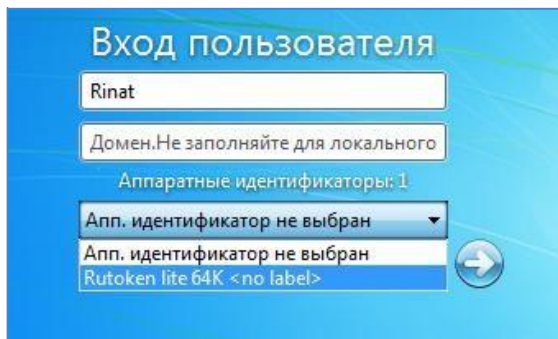 Вход пользователя
Rinat
Домен.Не заполняйте для локального
Аппаратные идентификаторы: 1
Апп. идентификатор не выбран
Апп. идентификатор не выбран
Rutoken lite 64K <no label>